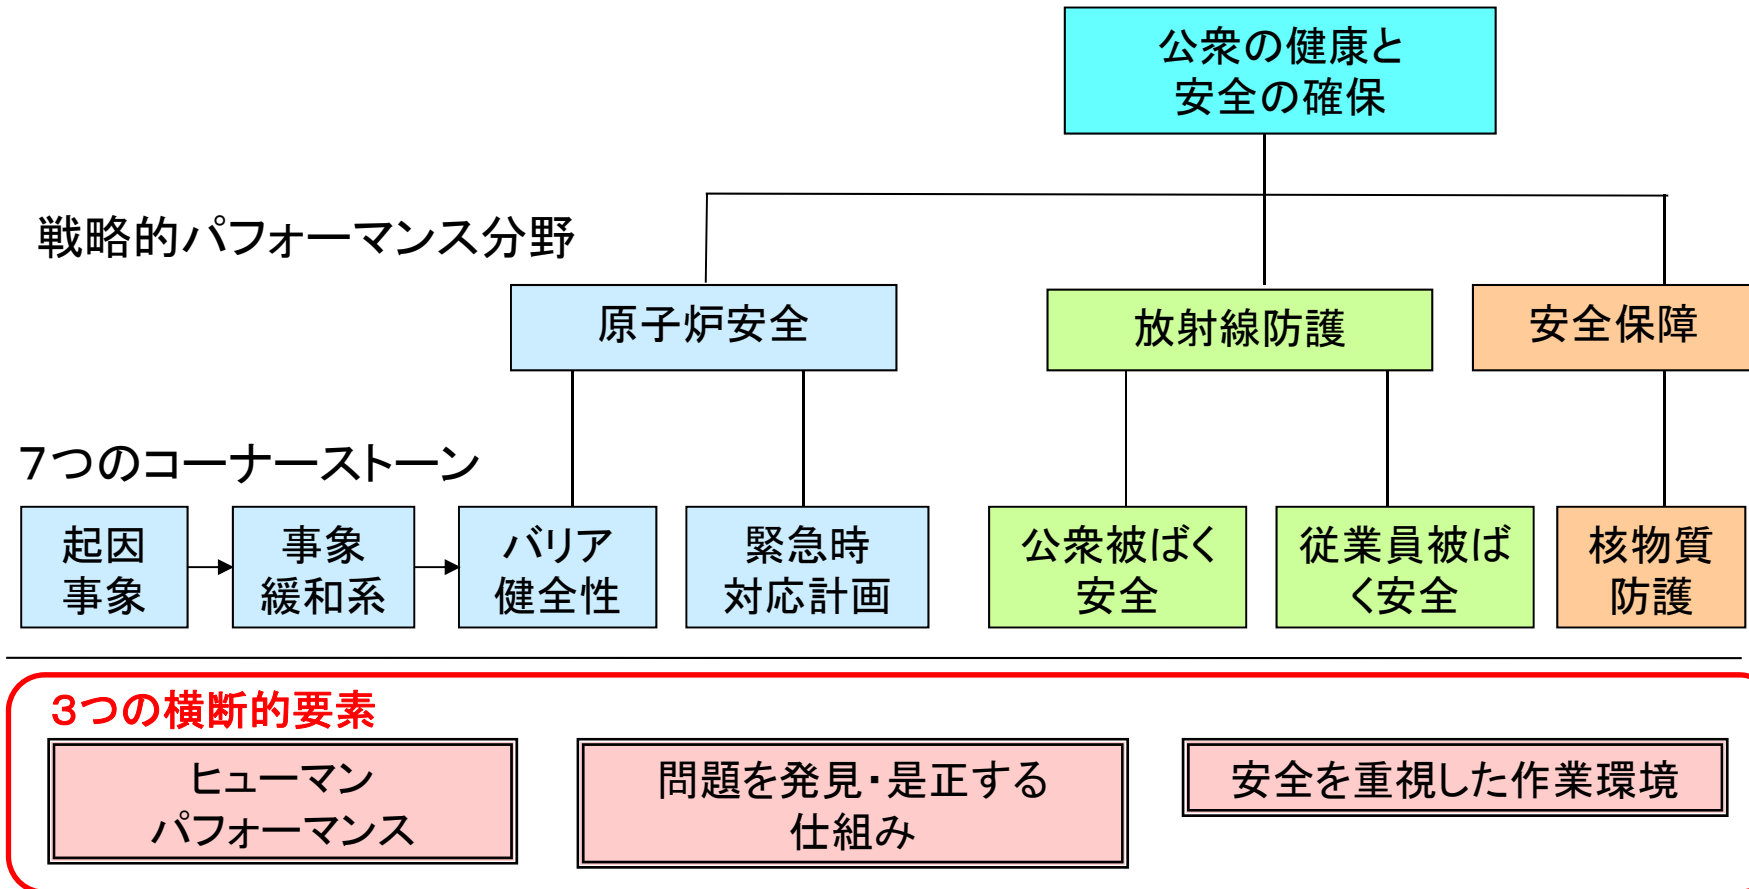 公衆の健康と
安全の確保
戦略的パフォーマンス分野
原子炉安全
放射線防護
安全保障
７つのコーナーストーン
起因
事象
事象
緩和系
バリア
健全性
緊急時
対応計画
公衆被ばく
安全
従業員被ば
く安全
核物質
防護
３つの横断的要素
ヒューマン
パフォーマンス
問題を発見・是正する
仕組み
安全を重視した作業環境